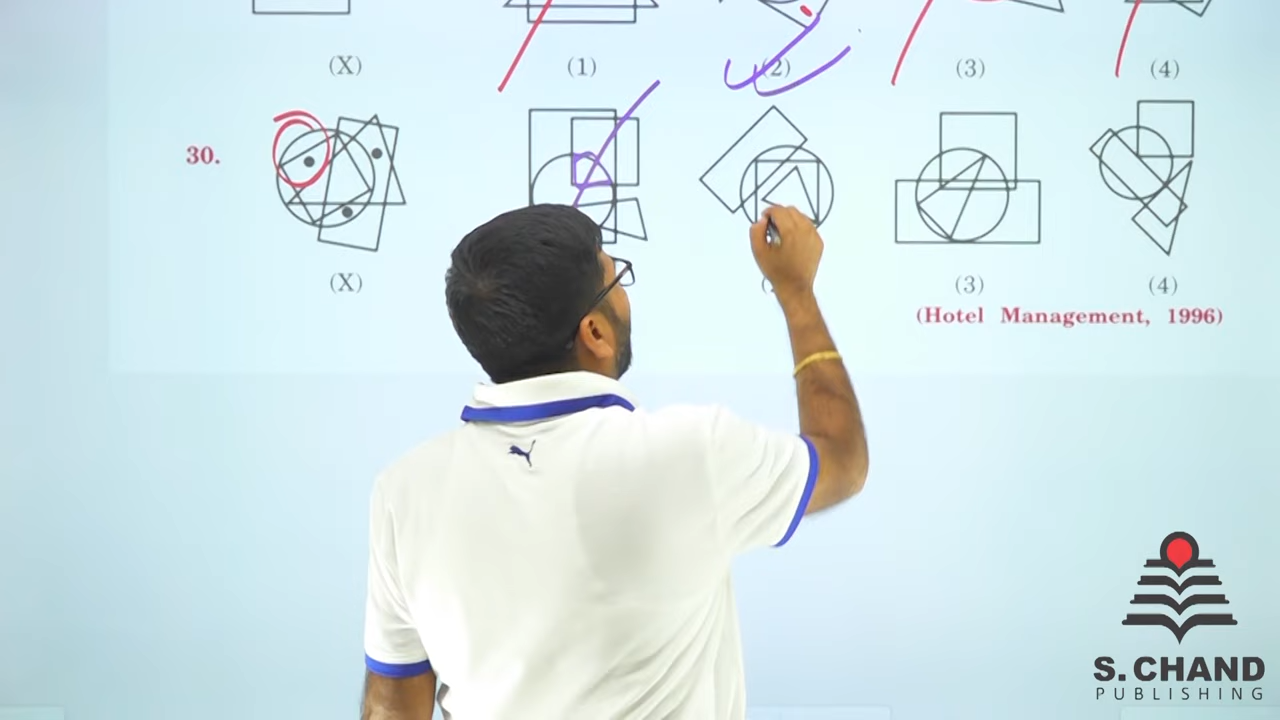 (X) (1) (2) (3) (4)
30.
(X) (3) (4)
(Hotel Management, 1996)
S. CHAND
PUBLISHING